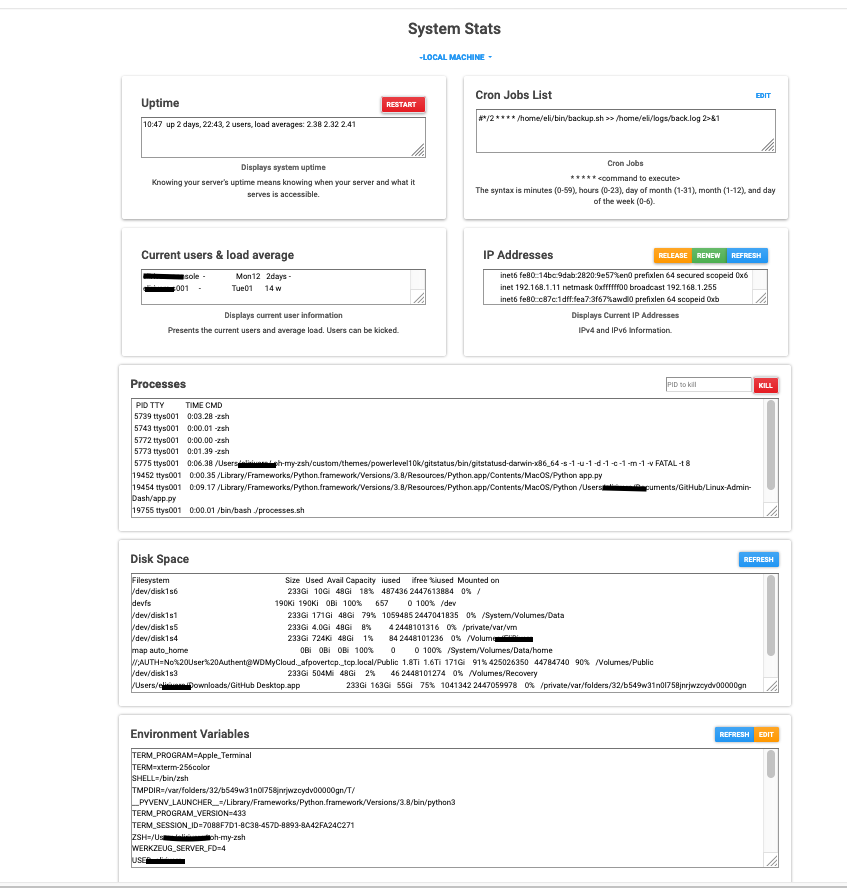 System Stats
-LOCAL MACHINE
Uptime
RESTART
10:47 up 2 days, 22:43, 2 users, load averages: 2.38 2.32 2.41
Displays system uptime
Knowing your server's uptime means knowing when your server and what it
serves is accessible.
Cron Jobs List
EDIT
#*/2 * * * * /home/eli/bin/backup.sh >> /home/eli/logs/back.log 2>&1
Cron Jobs
* * * * * <command to execute>
The syntax is minutes (0-59), hours (0-23), day of month (1-31), month (1-12), and day
of the week (0-6).
Current users & load average
sole - Mon12 2days -
s001 - Tue01 14 w
Displays current user information
Presents the current users and average load. Users can be kicked.
IP Addresses
RELEASE RENEW REFRESH
inet6 fe80::14bc:9dab:2820:9e57%en0 prefixlen 64 secured scopeid 0x6
inet 192.168.1.11 netmask 0xffffff00 broadcast 192.168.1.255
inet6 fe80::c87c:1dff:fea7:3f67%awdl0 prefixlen 64 scopeid 0xb
Displays Current IP Addresses
IPv4 and IPv6 Information.
Processes
PID to kill
KILL
PID TTY TIME CMD
5739 ttys001 0:03.28 -zsh
5743 ttys001 0:00.01 -zsh
5772 ttys001 0:00.00 -zsh
5773 ttys001 0:01.39 -zsh
5775 ttys001 0:06.38 /Users/ oh-my-zsh/custom/themes/powerlevel10k/gitstatus/bin/gitstatusd-darwin-x86_64 -s -1 -u -1 -d -1 -c -1 -m -1 -v FATAL -t 8
19452 ttys001 0:00.35 /Library/Frameworks/Python.framework/Versions/3.8/Resources/Python.app/Contents/MacOS/Python app.py
19454 ttys001 0:09.17 /Library/Frameworks/Python.framework/Versions/3.8/Resources/Python.app/Contents/MacOS/Python /Users/ Documents/GitHub/Linux-Admin-
Dash/app.py
19755 ttys001 0:00.01 /bin/bash ./processes.sh
Disk Space
REFRESH
Filesystem Size Used Avail Capacity iused ifree %iused Mounted on
/dev/disk1s6 233Gi 10Gi 48Gi 18% 487436 2447613884 0% /
devfs 190Ki 190Ki 0Bi 100% 657 0 100% /dev
/dev/disk1s1 233Gi 171Gi 48Gi 79% 1059485 2447041835 0% /System/Volumes/Data
/dev/disk1s5 233Gi 4.0Gi 48Gi 8% 4 2448101316 0% /private/var/vm
/dev/disk1s4 233Gi 724Ki 48Gi 1% 84 2448101236 0% /Volume
map auto_home 0Bi 0Bi 0Bi 100% 0 0 100% /System/Volumes/Data/home
//;AUTH=No%20User%20Authent@WDMyCloud._afpovertcp._tcp.local/Public 1.8Ti 1.6Ti 171Gi 91% 425026350 44784740 90% /Volumes/Public
/dev/disk1s3 233Gi 504Mi 48Gi 2% 46 2448101274 0% /Volumes/Recovery
/Users/ Downloads/GitHub Desktop.app 233Gi 163Gi 55Gi 75% 1041342 2447059978 0% /private/var/folders/32/b549w31n0l758jnrjwzcydv00000gn
Environment Variables
REFRESH EDIT
TERM_PROGRAM=Apple_Terminal
TERM=xterm-256color
SHELL=/bin/zsh
TMPDIR=/var/folders/32/b549w31n0l758jnrjwzcydv00000gn/T/
__PYVENV_LAUNCHER__=/Library/Frameworks/Python.framework/Versions/3.8/bin/python3
TERM_PROGRAM_VERSION=433
TERM_SESSION_ID=7088F7D1-8C38-457D-8893-8A42FA24C271
ZSH=/Us oh-my-zsh
WERKZEUG_SERVER_FD=4
USER